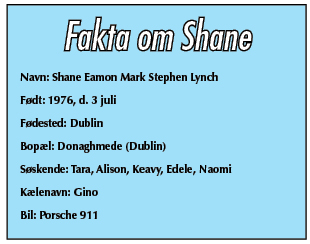 Fakta om Shane
Navn: Shane Eamon Mark Stephen Lynch
Født: 1976, d. 3 juli
Fødested: Dublin
Bopæl: Donaghmede (Dublin)
Søskende: Tara, Alison, Keavy, Edele, Naomi
Kælenavn: Gino
Bil: Porsche 911